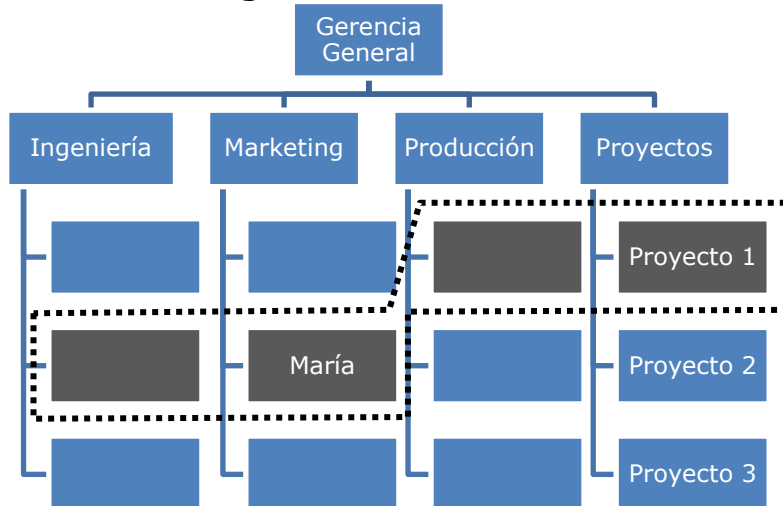 Gerencia
General
Ingeniería
Marketing
Producción
Proyectos
Proyecto 1
María
Proyecto 2
Proyecto 3